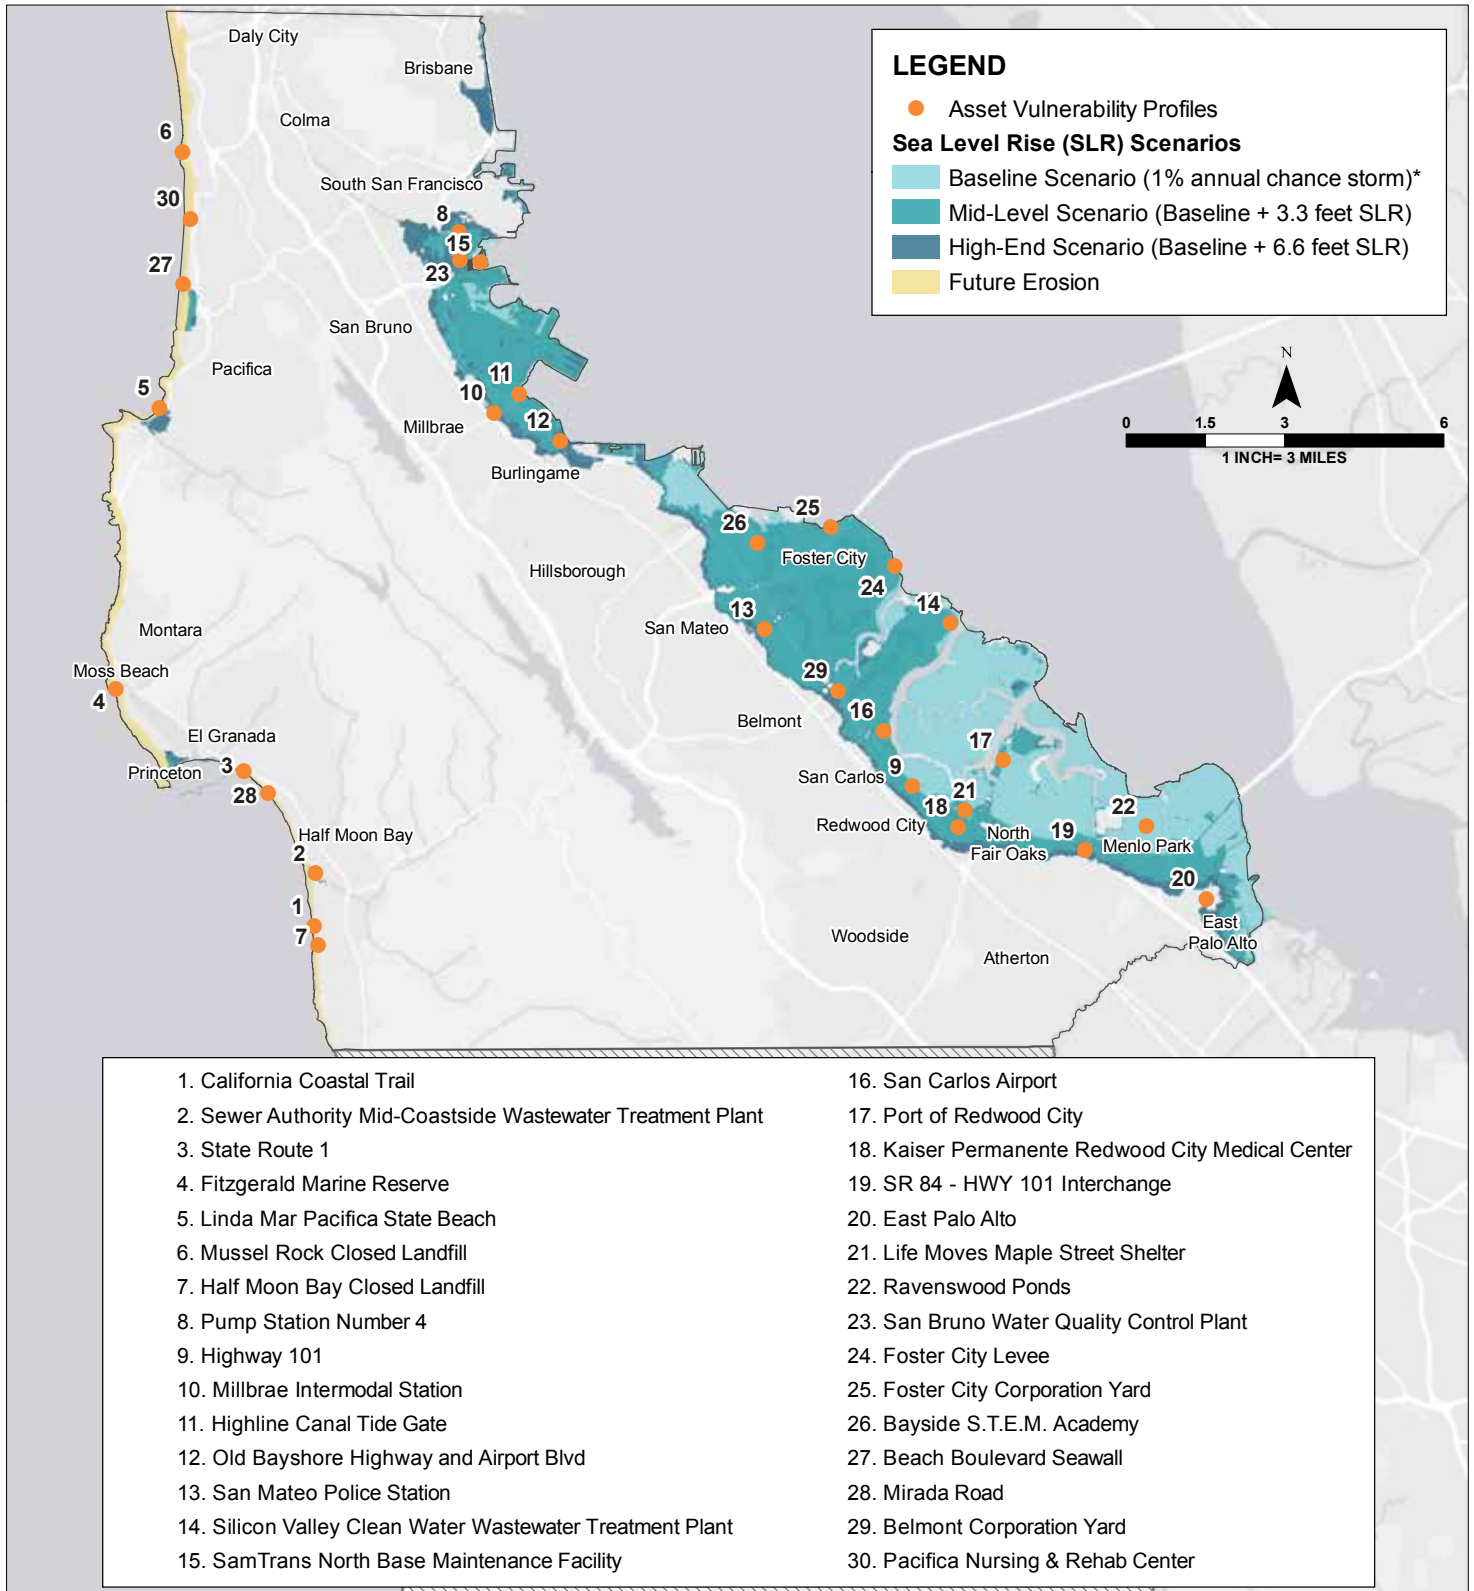 Daly City
Brisbane
Colma
6
South San Francisco
30
8
15
27
23
San Bruno
Pacifica
5
11
10
12
Millbrae
Burlingame
25
26
Foster City
Hillsborough
24
14
13
San Mateo
Montara
Moss Beach
4
29
16
Belmont
El Granada
17
Princeton
3
San Carlos
9
28
21
18
22
Redwood City
North
Fair Oaks
19
Menlo Park
Half Moon Bay
2
20
1
East
Palo Alto
7
Woodside
Atherton
LEGEND
Asset Vulnerability Profiles
Sea Level Rise (SLR) Scenarios
Baseline Scenario (1% annual chance storm)*
Mid-Level Scenario (Baseline + 3.3 feet SLR)
High-End Scenario (Baseline + 6.6 feet SLR)
Future Erosion
N
0 1.5 3 6
1 INCH= 3 MILES
1. California Coastal Trail
2. Sewer Authority Mid-Coastside Wastewater Treatment Plant
3. State Route 1
4. Fitzgerald Marine Reserve
5. Linda Mar Pacifica State Beach
6. Mussel Rock Closed Landfill
7. Half Moon Bay Closed Landfill
8. Pump Station Number 4
9. Highway 101
10. Millbrae Intermodal Station
11. Highline Canal Tide Gate
12. Old Bayshore Highway and Airport Blvd
13. San Mateo Police Station
14. Silicon Valley Clean Water Wastewater Treatment Plant
15. SamTrans North Base Maintenance Facility
16. San Carlos Airport
17. Port of Redwood City
18. Kaiser Permanente Redwood City Medical Center
19. SR 84 - HWY 101 Interchange
20. East Palo Alto
21. Life Moves Maple Street Shelter
22. Ravenswood Ponds
23. San Bruno Water Quality Control Plant
24. Foster City Levee
25. Foster City Corporation Yard
26. Bayside S.T.E.M. Academy
27. Beach Boulevard Seawall
28. Mirada Road
29. Belmont Corporation Yard
30. Pacifica Nursing & Rehab Center